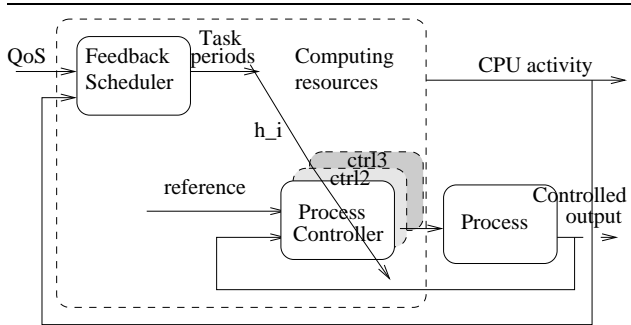 QoS
Feedback
Scheduler
Task
periods
Computing
resources
CPU activity
h_i
ctrl3
ctrl2
reference
Process
Controller
Process
Controlled
output